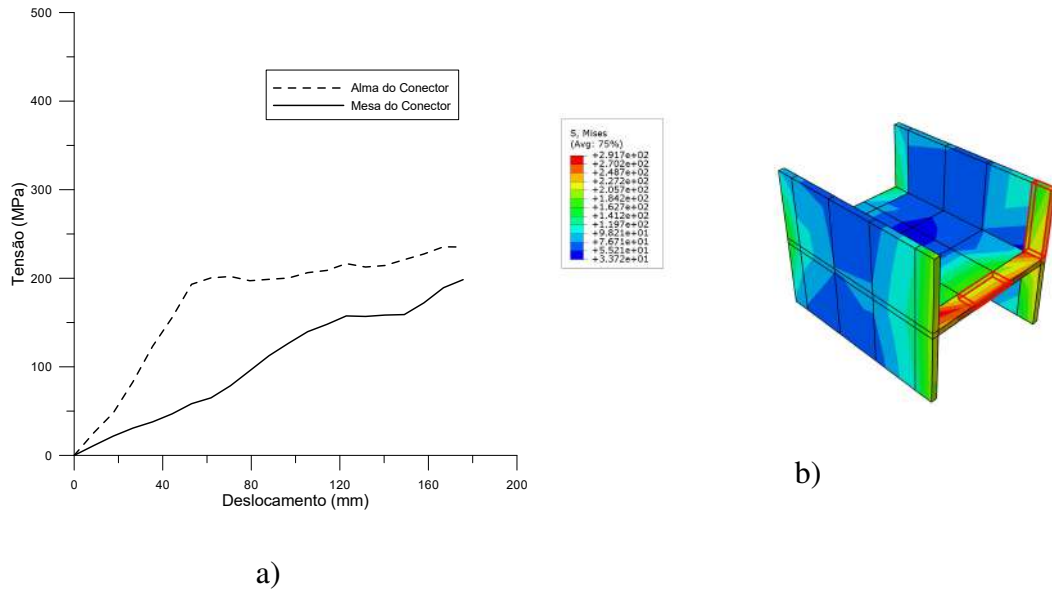 500
400
300
200
100
0
Tensão (MPa)
0 40 80 120 160 200
Deslocamento (mm)
Alma do Conector
Mesa do Conector
a)
S, Mises
(Avg: 75%)
+2.917e+02
+2.702e+02
+2.487e+02
+2.272e+02
+2.057e+02
+1.842e+02
+1.627e+02
+1.412e+02
+1.197e+02
+9.821e+01
+7.671e+01
+5.521e+01
+3.372e+01
b)